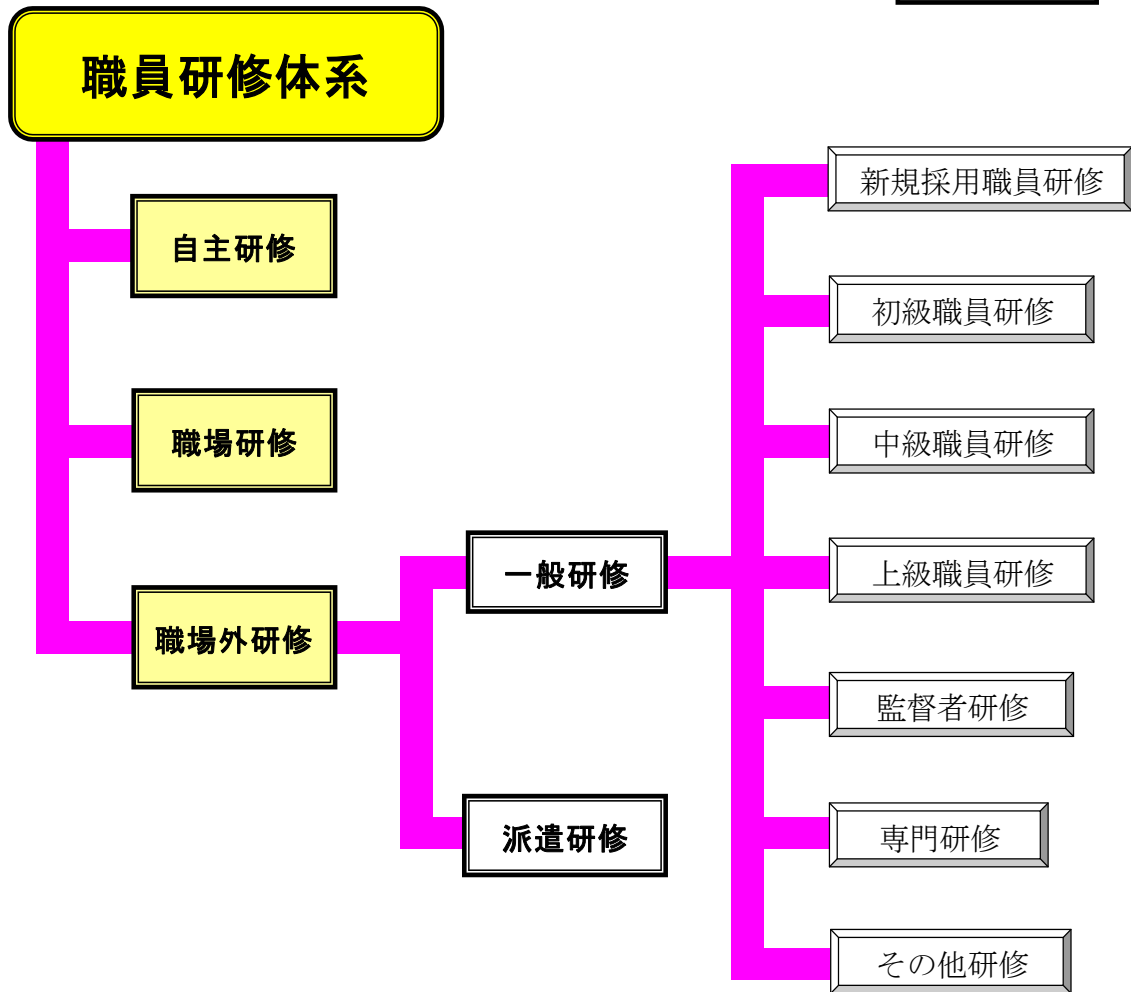 職員研修体系
自主研修
職場研修
職場外研修
一般研修
派遣研修
新規採用職員研修
初級職員研修
中級職員研修
上級職員研修
監督者研修
専門研修
その他研修